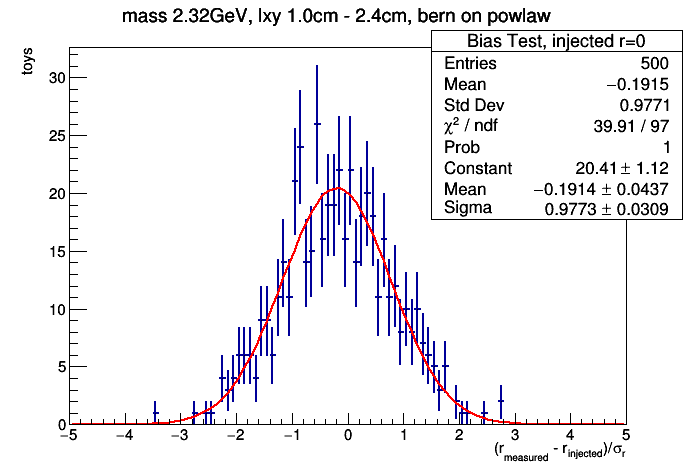 mass 2.32GeV, lxy 1.0cm - 2.4cm, bern on powlaw
Bias Test, injected r=0
Entries 500
Mean −0.1915
Std Dev 0.9771
χ² / ndf 39.91 / 97
Prob 1
Constant 20.41 ± 1.12
Mean −0.1914 ± 0.0437
Sigma 0.9773 ± 0.0309
toys
30
25
20
15
10
5
0
−5 −4 −3 −2 −1 0 1 2 3 4 5
(r_measured - r_injected)/σ_r